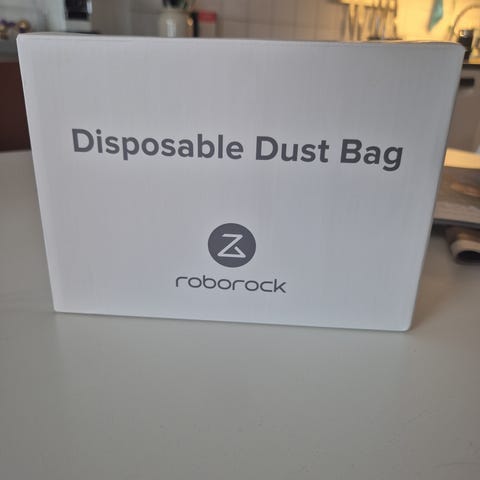 Disposable Dust Bag
roborock